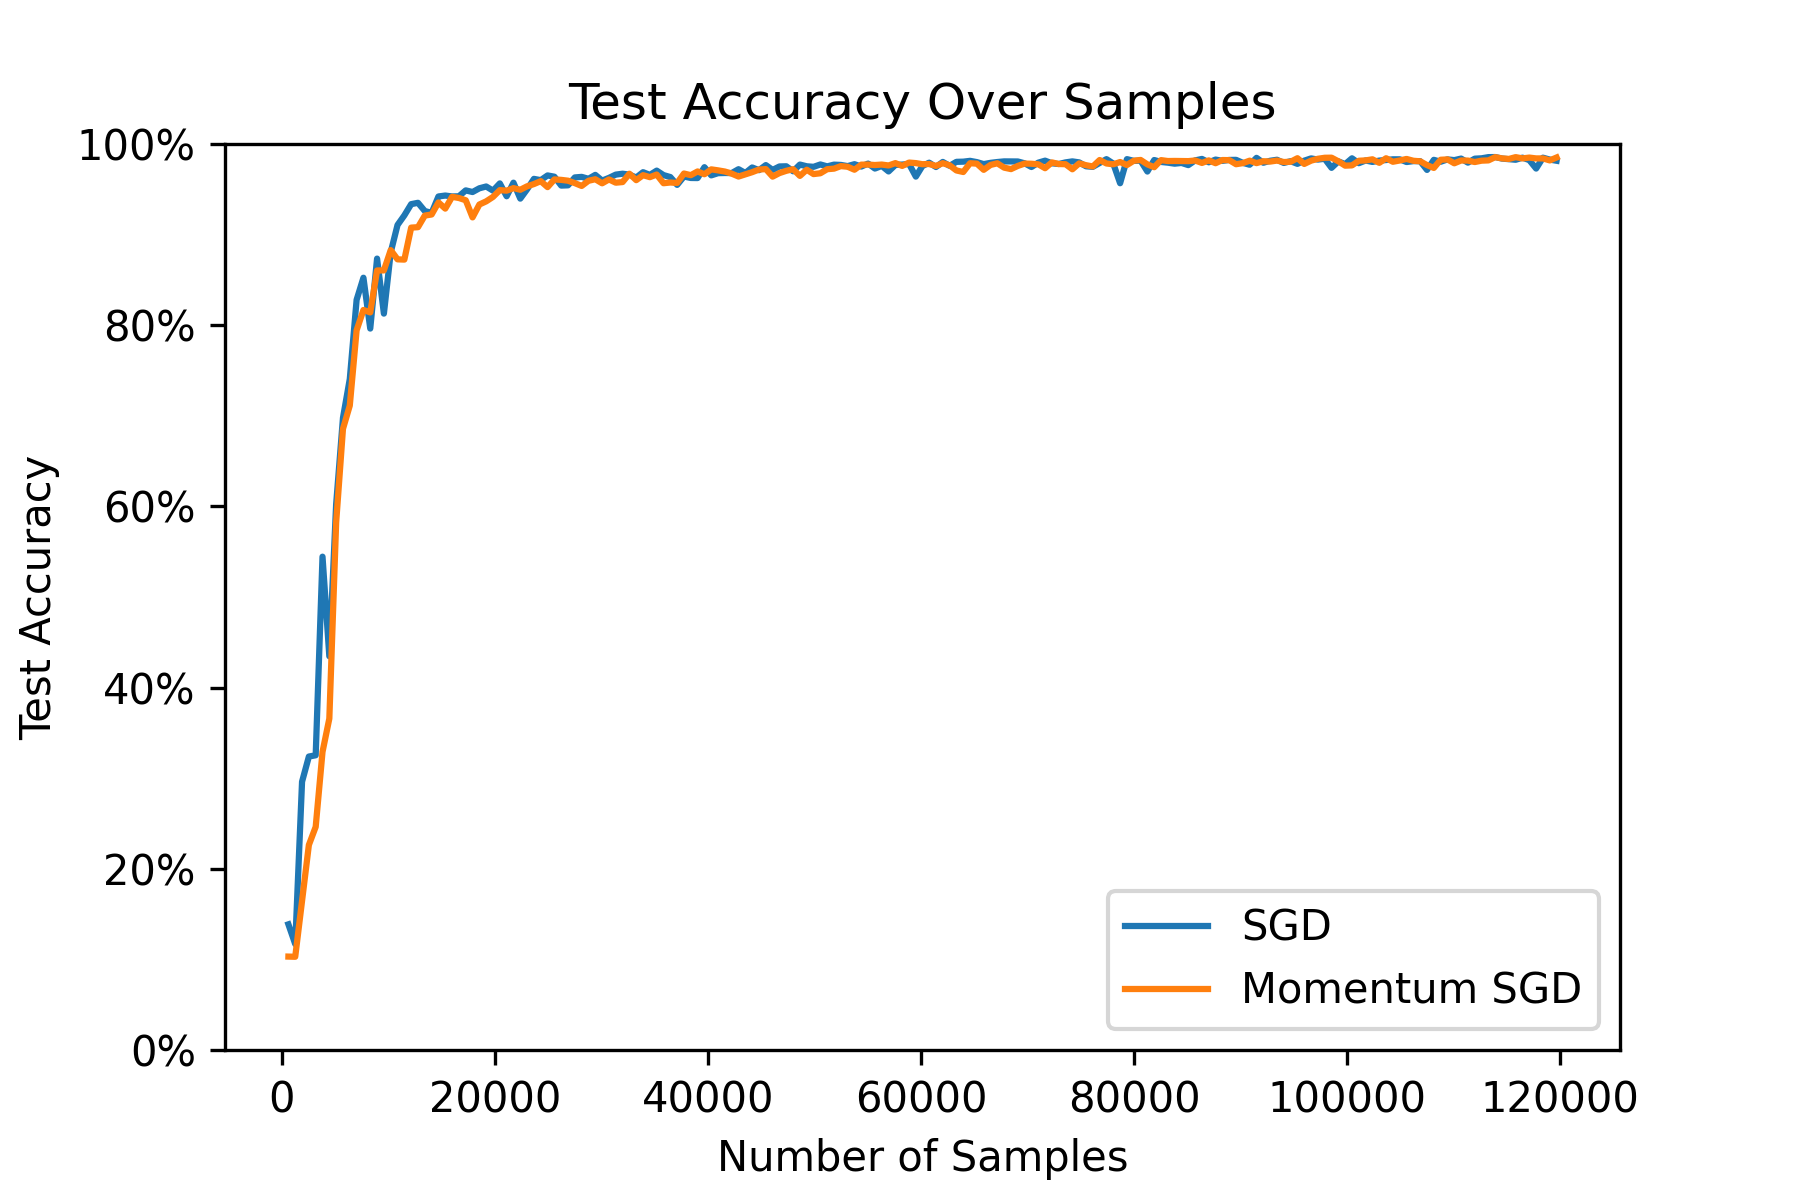 Test Accuracy Over Samples
100%
80%
60%
40%
20%
0%
Test Accuracy
0 20000 40000 60000 80000 100000 120000
Number of Samples
SGD
Momentum SGD